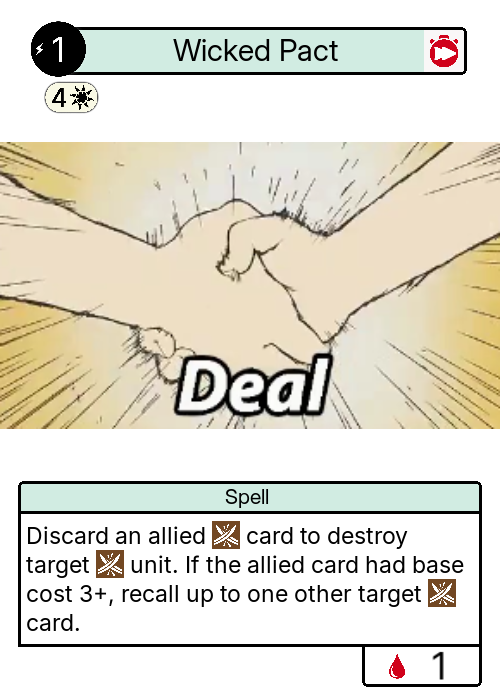 1
Wicked Pact
4
Deal
Spell
Discard an allied card to destroy
target unit. If the allied card had base
cost 3+, recall up to one other target
card.
1